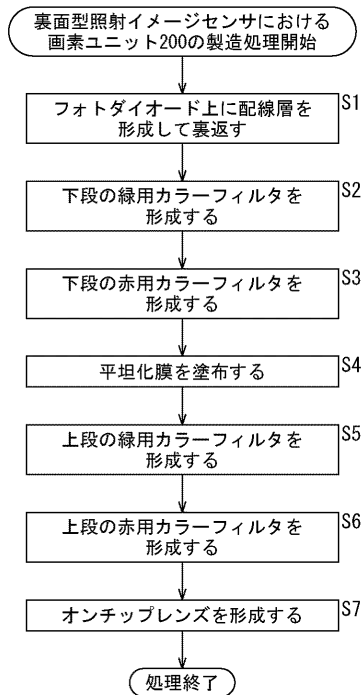 裏面型照射イメージセンサにおける
画素ユニット200の製造処理開始
S1
フォトダイオード上に配線層を
形成して裏返す
S2
下段の緑用カラーフィルタを
形成する
S3
下段の赤用カラーフィルタを
形成する
S4
平坦化膜を塗布する
S5
上段の緑用カラーフィルタを
形成する
S6
上段の赤用カラーフィルタを
形成する
S7
オンチップレンズを形成する
処理終了